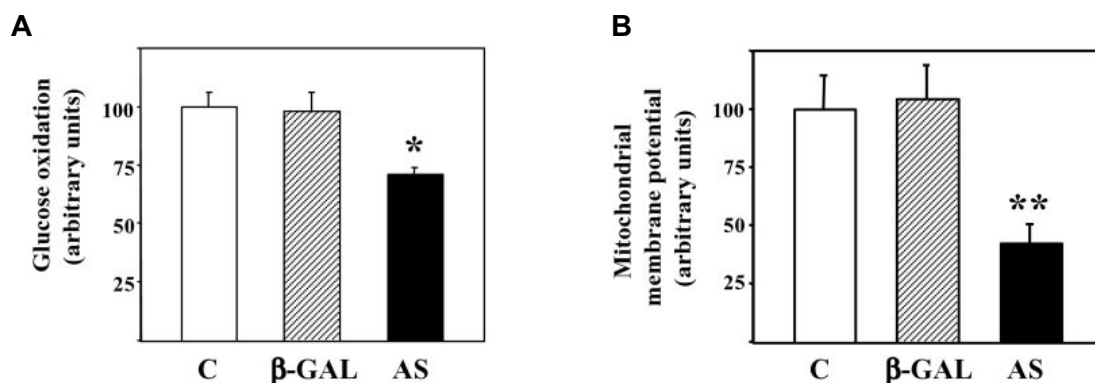 A
Glucose oxidation
(arbitrary units)
100
75
50
25
*
C
β-GAL
AS
B
Mitochondrial
membrane potential
(arbitrary units)
100
75
50
25
**
C
β-GAL
AS